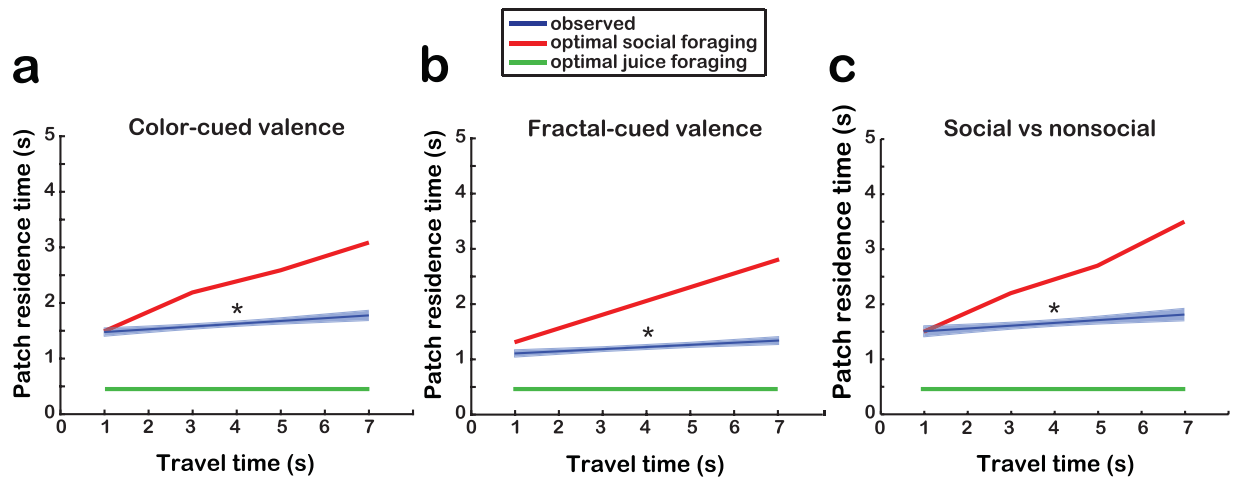 observed
optimal social foraging
optimal juice foraging
a
b
c
Color-cued valence
Fractal-cued valence
Social vs nonsocial
Patch residence time (s)
5
4
3
2
1
0
*
0 1 2 3 4 5 6 7
Travel time (s)
Patch residence time (s)
5
4
3
2
1
0
*
0 1 2 3 4 5 6 7
Travel time (s)
Patch residence time (s)
5
4
3
2
1
0
*
0 1 2 3 4 5 6 7
Travel time (s)